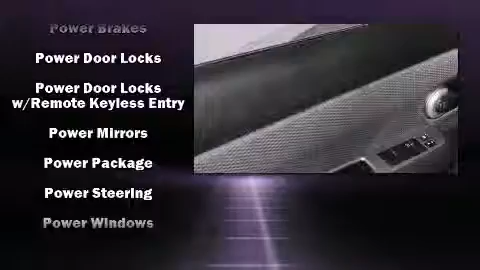 Power Brakes
Power Door Locks
Power Door Locks
w/Remote Keyless Entry
Power Mirrors
Power Package
Power Steering
Power Windows